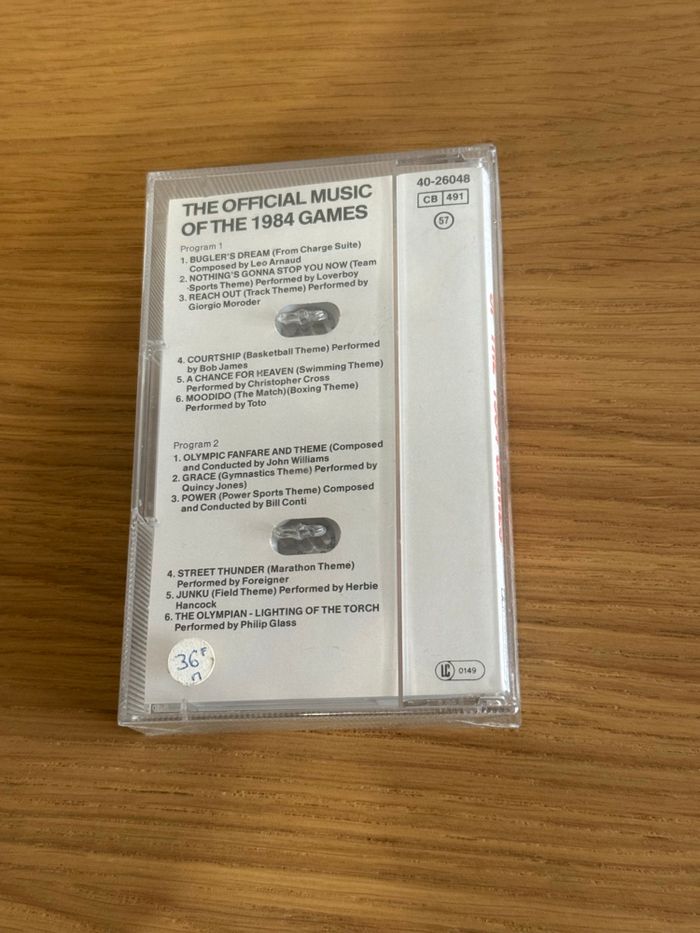 THE OFFICIAL MUSIC
OF THE 1984 GAMES
Program 1
1. BUGLER'S DREAM (From Charge Suite)
Composed by Leo Arnaud
2. NOTHING'S GONNA STOP YOU NOW (Team
Sports Theme) Performed by Loverboy
3. REACH OUT (Track Theme) Performed by
Giorgio Moroder
4. COURTSHIP (Basketball Theme) Performed
by Bob James
5. A CHANCE FOR HEAVEN (Swimming Theme)
Performed by Christopher Cross
6. MOODIDO (The Match)(Boxing Theme)
Performed by Toto
Program 2
1. OLYMPIC FANFARE AND THEME (Composed
and Conducted by John Williams
2. GRACE (Gymnastics Theme) Performed by
Quincy Jones)
3. POWER (Power Sports Theme) Composed
and Conducted by Bill Conti
4. STREET THUNDER (Marathon Theme)
Performed by Foreigner
5. JUNKU (Field Theme) Performed by Herbie
Hancock
6. THE OLYMPIAN - LIGHTING OF THE TORCH
Performed by Philip Glass
36F
40-26048
CB 491
57
LC 0149